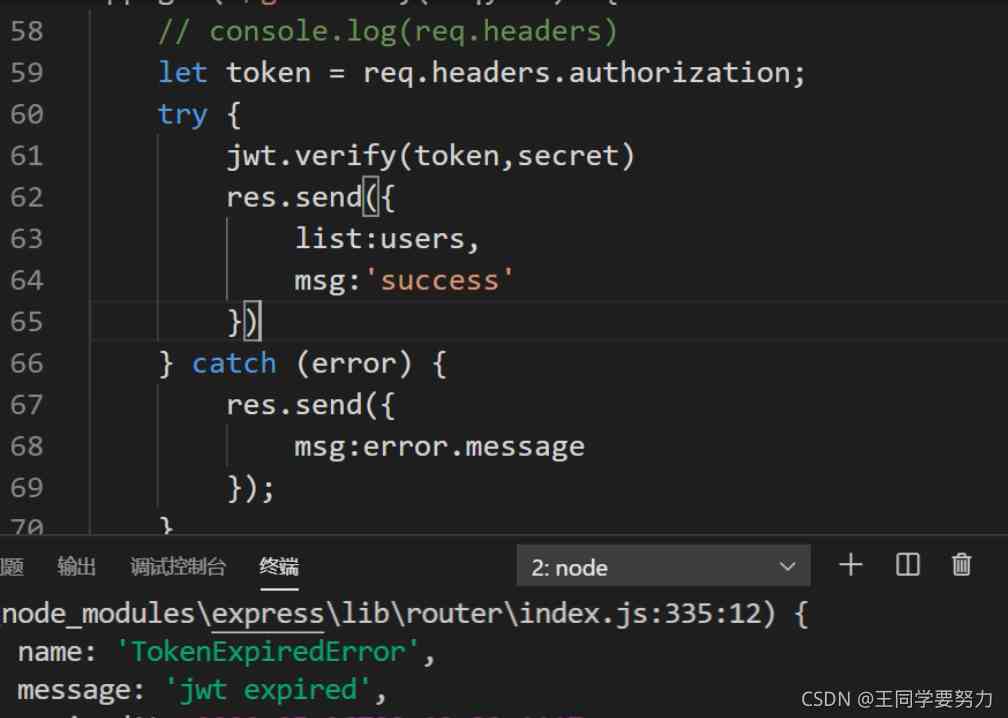 58 // console.log(req.headers)
59 let token = req.headers.authorization;
60 try {
61 jwt.verify(token,secret)
62 res.send({
63 list:users,
64 msg:'success'
65 })
66 } catch (error) {
67 res.send({
68 msg:error.message
69 });
70 }
题 输出 调试控制台 终端 2: node
node_modules\express\lib\router\index.js:335:12) {
name: 'TokenExpiredError',
message: 'jwt expired',
CSDN @王同学要努力